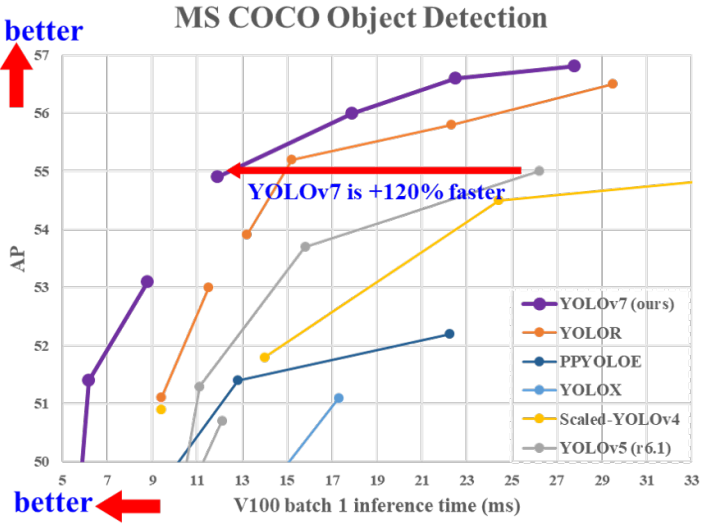 MS COCO Object Detection
better
57
56
55
54
53
52
51
50
AP
YOLOv7 is +120% faster
YOLOv7 (ours)
YOLOR
PPYOLOE
YOLOX
Scaled-YOLOv4
YOLOv5 (r6.1)
5 7 9 11 13 15 17 19 21 23 25 27 29 31 33
better
V100 batch 1 inference time (ms)